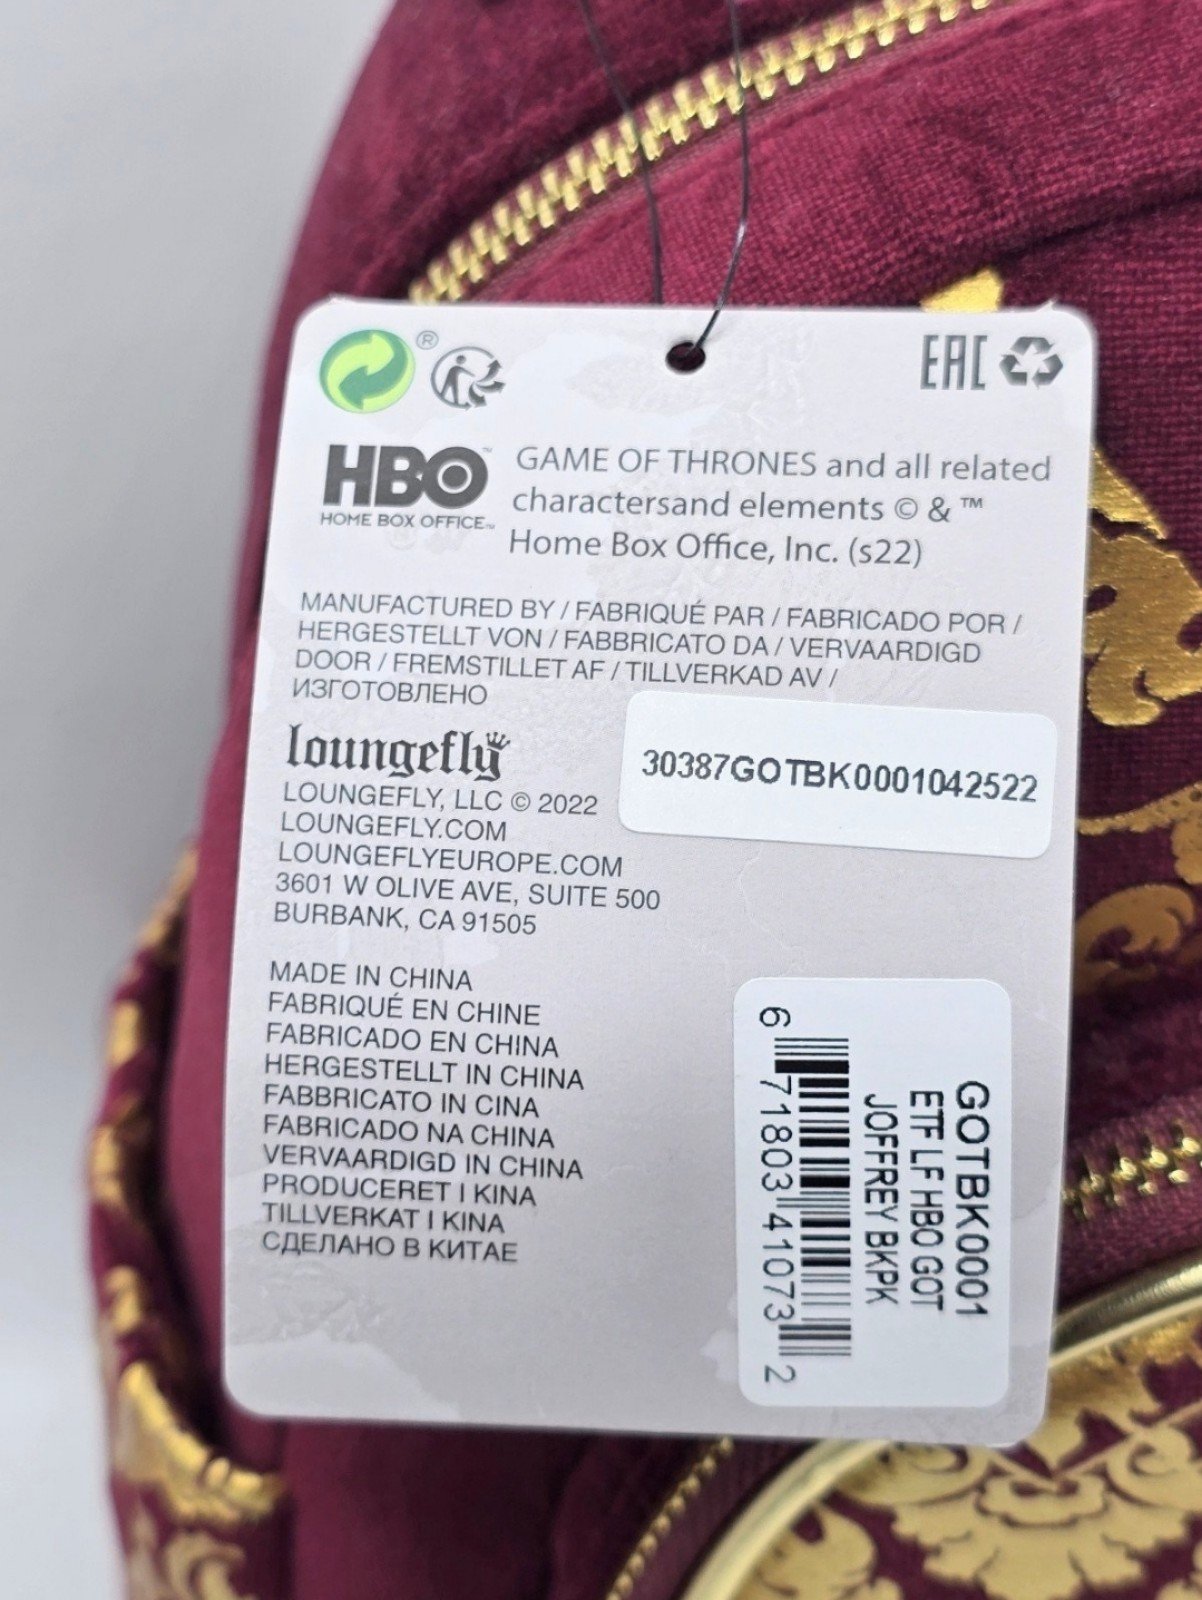 ®
EAC
HBO™
HOME BOX OFFICE™
GAME OF THRONES and all related
charactersand elements © & ™
Home Box Office, Inc. (s22)
MANUFACTURED BY / FABRIQUÉ PAR / FABRICADO POR /
HERGESTELLT VON / FABBRICATO DA / VERVAARDIGD
DOOR / FREMSTILLET AF / TILLVERKAD AV /
ИЗГОТОВЛЕНО
loungefly
30387GOTBK0001042522
LOUNGEFLY, LLC © 2022
LOUNGEFLY.COM
LOUNGEFLYEUROPE.COM
3601 W OLIVE AVE, SUITE 500
BURBANK, CA 91505
MADE IN CHINA
FABRIQUÉ EN CHINE
FABRICADO EN CHINA
HERGESTELLT IN CHINA
FABBRICATO IN CINA
FABRICADO NA CHINA
VERVAARDIGD IN CHINA
PRODUCERET I KINA
TILLVERKAT I KINA
СДЕЛАНО В КИТАЕ
GOTBK0001
ETF LF HBO GOT
JOFFREY BKPK
6 71803 41073 2